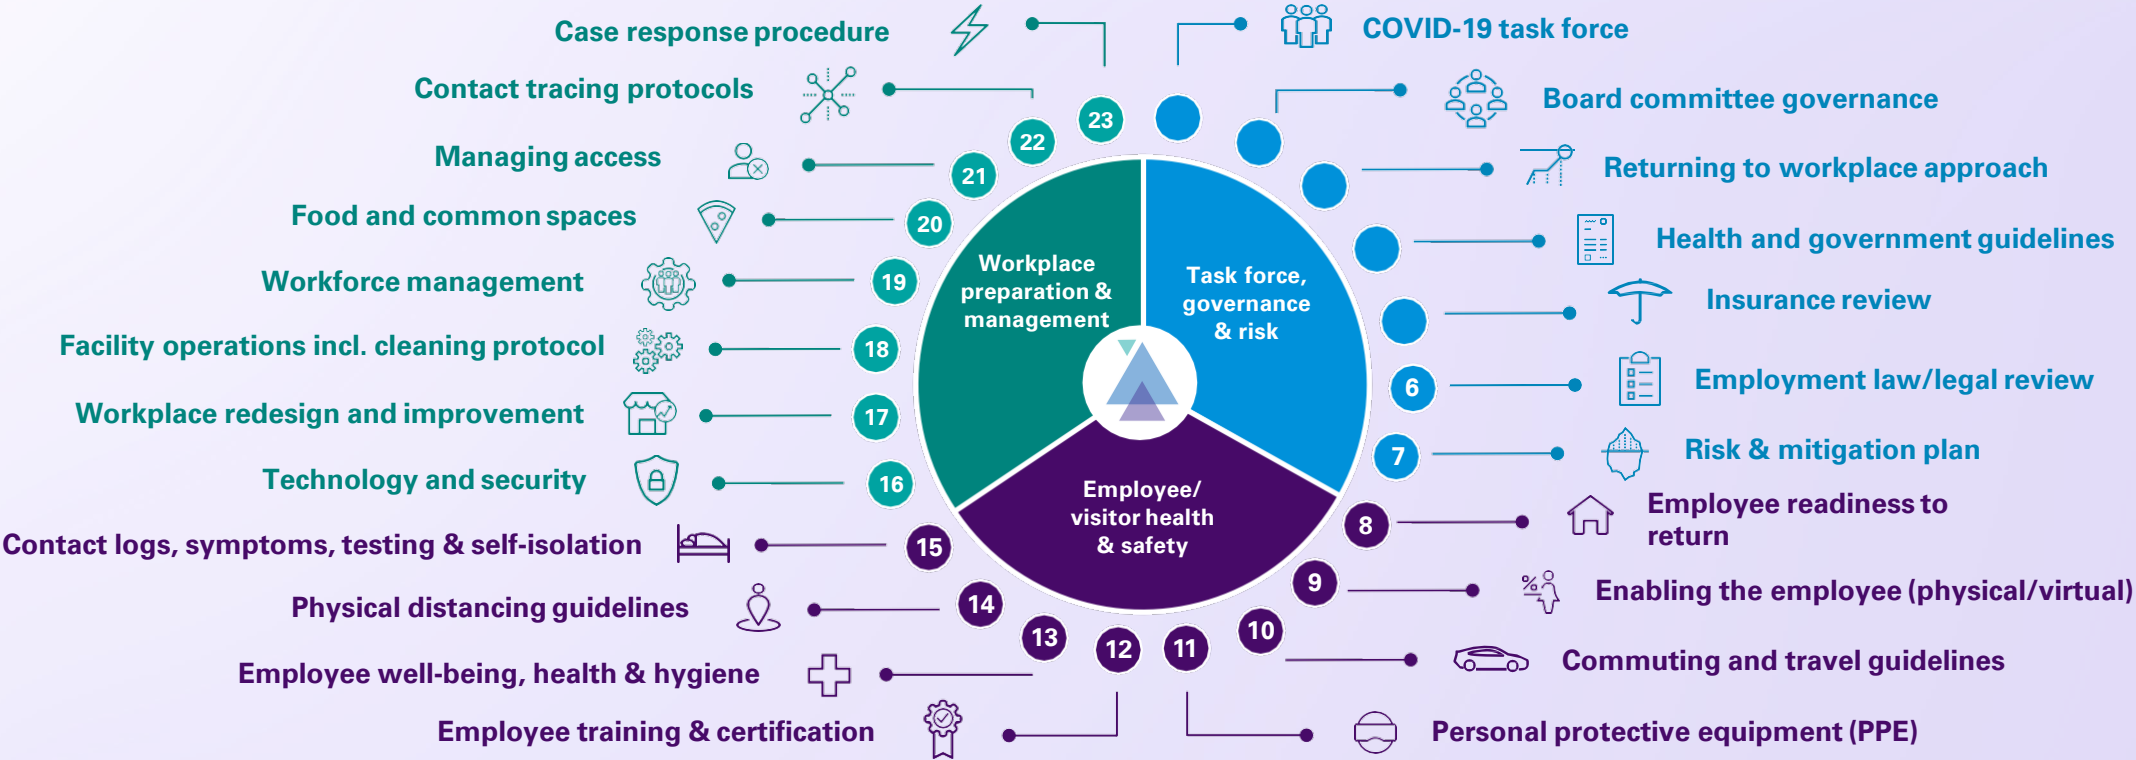 Case response procedure
COVID-19 task force
Contact tracing protocols
Board committee governance
Managing access
Returning to workplace approach
Food and common spaces
Health and government guidelines
Workforce management
Insurance review
Facility operations incl. cleaning protocol
Employment law/legal review
Workplace redesign and improvement
Risk & mitigation plan
Technology and security
Employee readiness to
return
Contact logs, symptoms, testing & self-isolation
Enabling the employee (physical/virtual)
Physical distancing guidelines
Commuting and travel guidelines
Employee well-being, health & hygiene
Personal protective equipment (PPE)
Employee training & certification
23
22
21
20
19
18
17
16
15
14
13
12
11
10
9
8
7
6
Workplace
preparation &
management
Task force,
governance
& risk
Employee/
visitor health
& safety
%